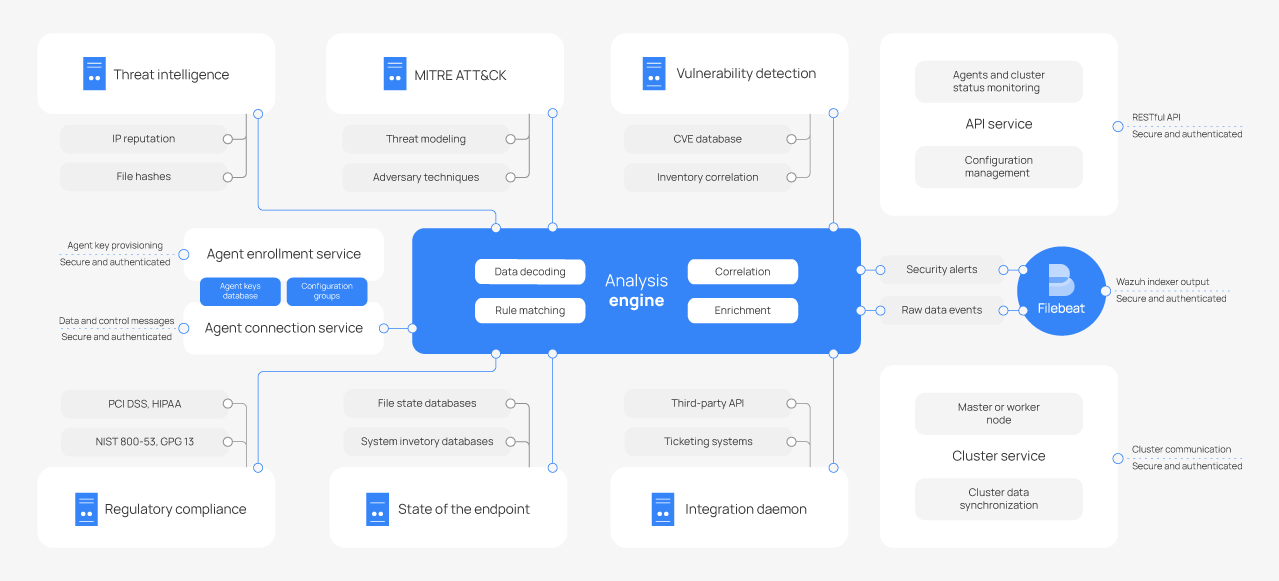 Threat intelligence
IP reputation
File hashes
MITRE ATT&CK
Threat modeling
Adversary techniques
Vulnerability detection
CVE database
Inventory correlation
Agents and cluster
status monitoring
API service
Configuration
management
RESTful API
Secure and authenticated
Agent key provisioning
Secure and authenticated
Agent enrollment service
Agent keys
database
Configuration
groups
Data and control messages
Secure and authenticated
Agent connection service
Data decoding
Rule matching
Analysis
engine
Correlation
Enrichment
Security alerts
Raw data events
Filebeat
Wazuh indexer output
Secure and authenticated
PCI DSS, HIPAA
NIST 800-53, GPG 13
Regulatory compliance
File state databases
System invetory databases
State of the endpoint
Third-party API
Ticketing systems
Integration daemon
Master or worker
node
Cluster service
Cluster data
synchronization
Cluster communication
Secure and authenticated